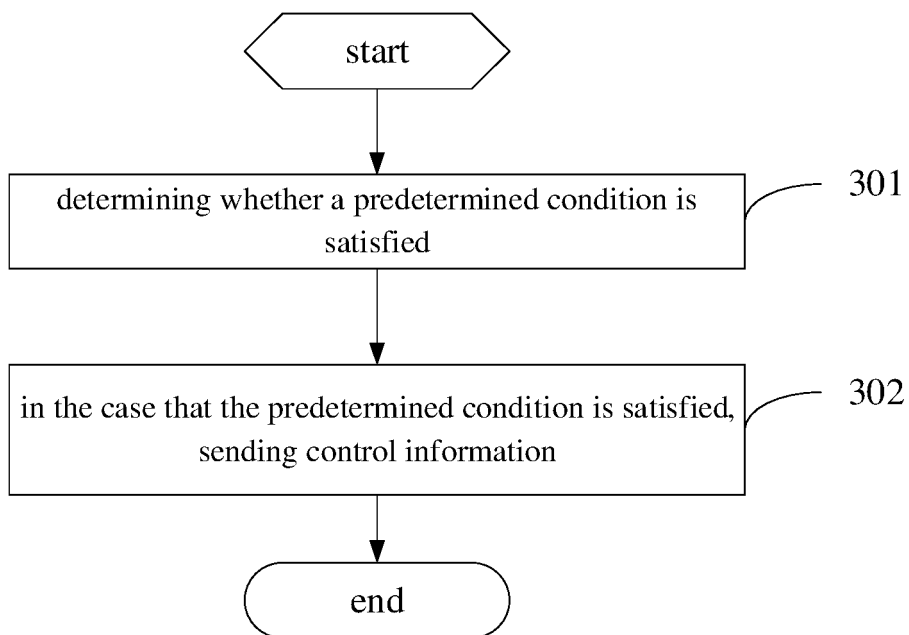 start
determining whether a predetermined condition is
satisfied
301
in the case that the predetermined condition is satisfied,
sending control information
302
end